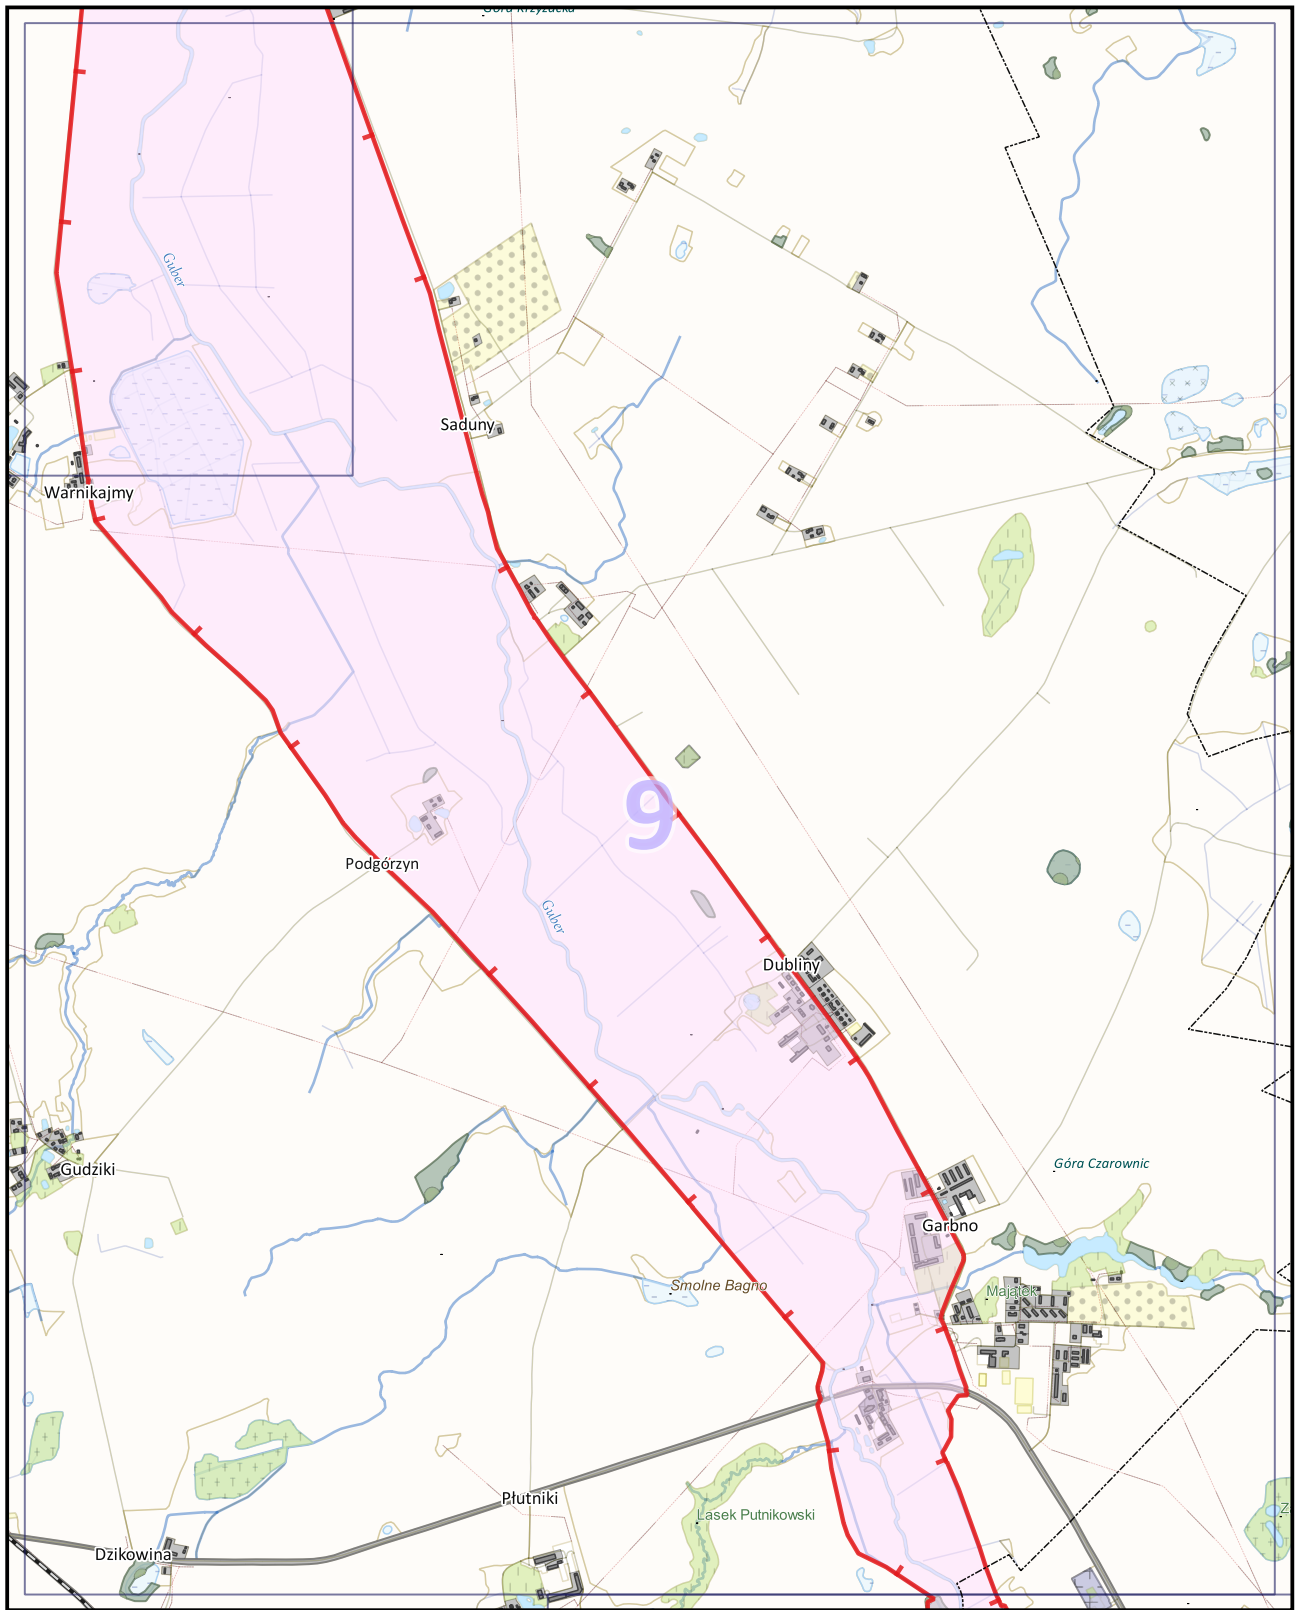 Góra Krzyżacka
Guber
Saduny
Warnikajmy
9
Podgórzyn
Guber
Dubliny
Góra Czarownic
Gudziki
Garbno
Smolne Bagno
Majątek
Płutniki
Lasek Putnikowski
Z
Dzikowina